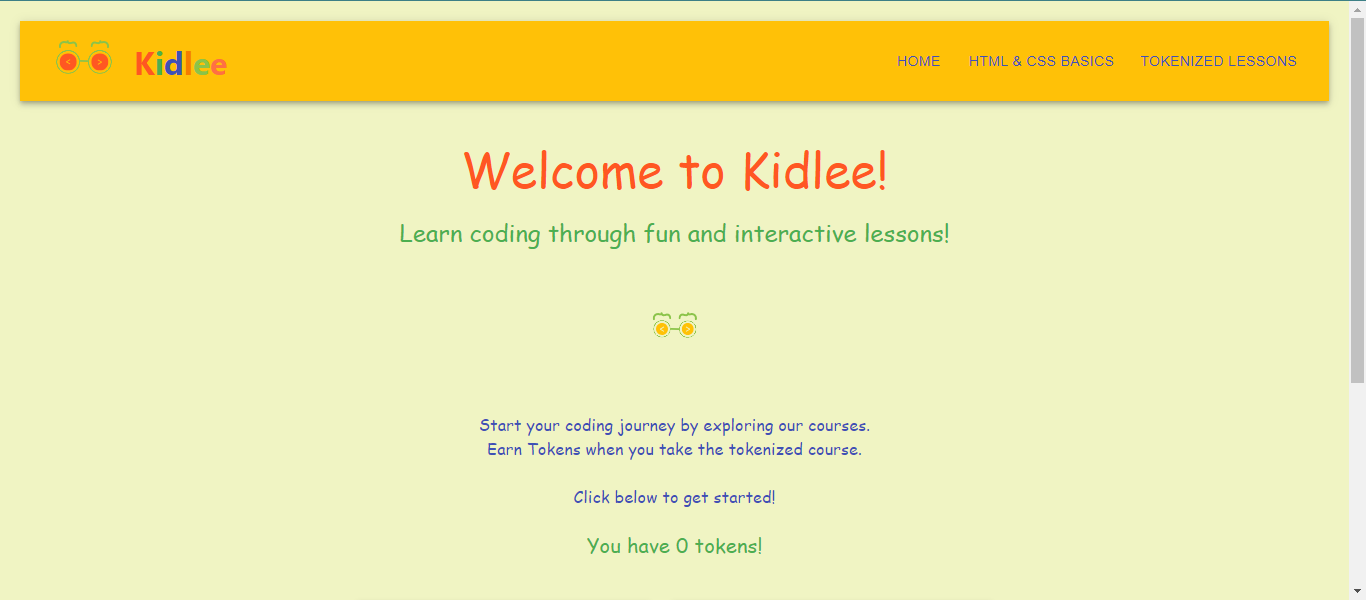 < > Kidlee
HOME HTML & CSS BASICS TOKENIZED LESSONS
Welcome to Kidlee!
Learn coding through fun and interactive lessons!
< >
Start your coding journey by exploring our courses.
Earn Tokens when you take the tokenized course.
Click below to get started!
You have 0 tokens!